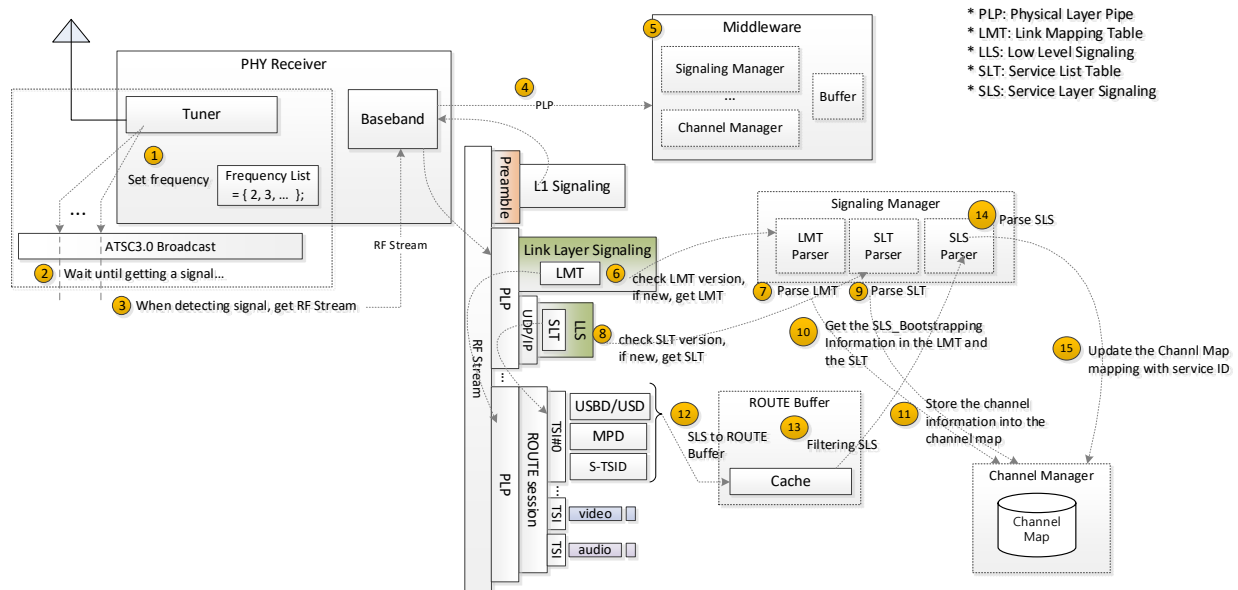 * PLP: Physical Layer Pipe
* LMT: Link Mapping Table
* LLS: Low Level Signaling
* SLT: Service List Table
* SLS: Service Layer Signaling
PHY Receiver
Tuner
Baseband
1
Set frequency
Frequency List
= { 2, 3, ... };
...
ATSC3.0 Broadcast
2
Wait until getting a signal...
3
When detecting signal, get RF Stream
RF Stream
4
PLP
5
Middleware
Signaling Manager
...
Channel Manager
Buffer
RF Stream
Preamble
L1 Signaling
PLP
Link Layer Signaling
LMT
6
check LMT version,
if new, get LMT
UDP/IP
SLT
LLS
8
check SLT version,
if new, get SLT
...
PLP
ROUTE session
TSI#0
USBD/USD
MPD
S-TSID
...
TSI
video
TSI
audio
12
SLS to ROUTE
Buffer
ROUTE Buffer
13
Filtering SLS
Cache
Signaling Manager
LMT
Parser
SLT
Parser
SLS
Parser
14
Parse SLS
7
Parse LMT
9
Parse SLT
10
Get the SLS_Bootstrapping
Information in the LMT and
the SLT
11
Store the channel
information into the
channel map
15
Update the Channl Map
mapping with service ID
Channel Manager
Channel
Map